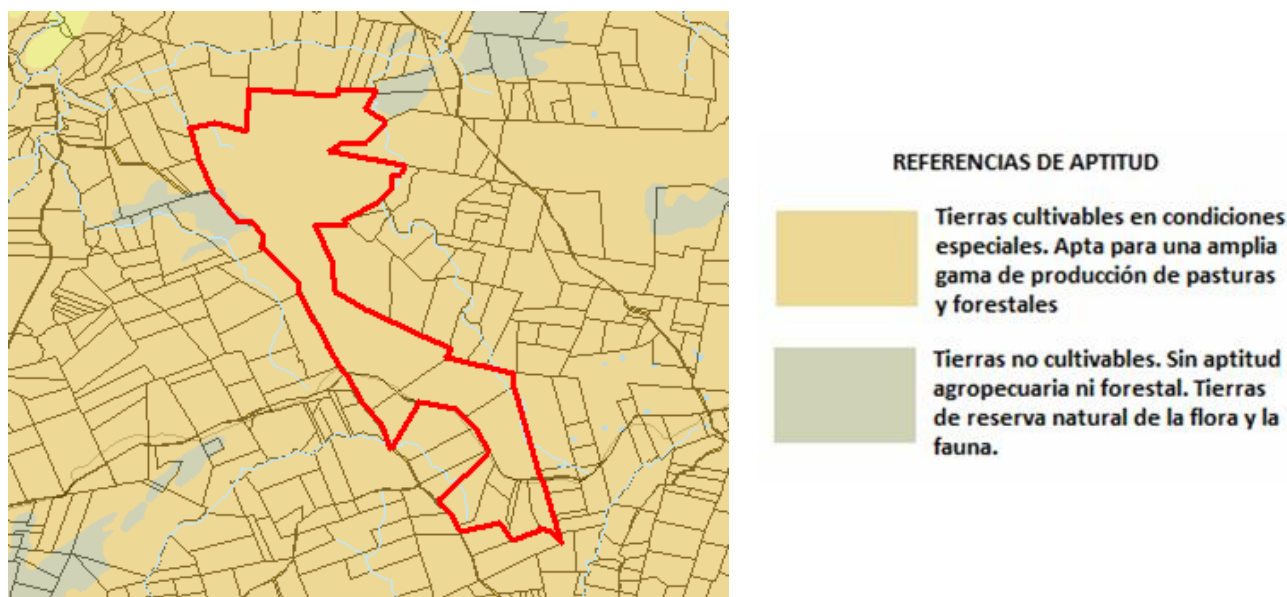 REFERENCIAS DE APTITUD
Tierras cultivables en condiciones
especiales. Apta para una amplia
gama de producción de pasturas
y forestales
Tierras no cultivables. Sin aptitud
agropecuaria ni forestal. Tierras
de reserva natural de la flora y la
fauna.